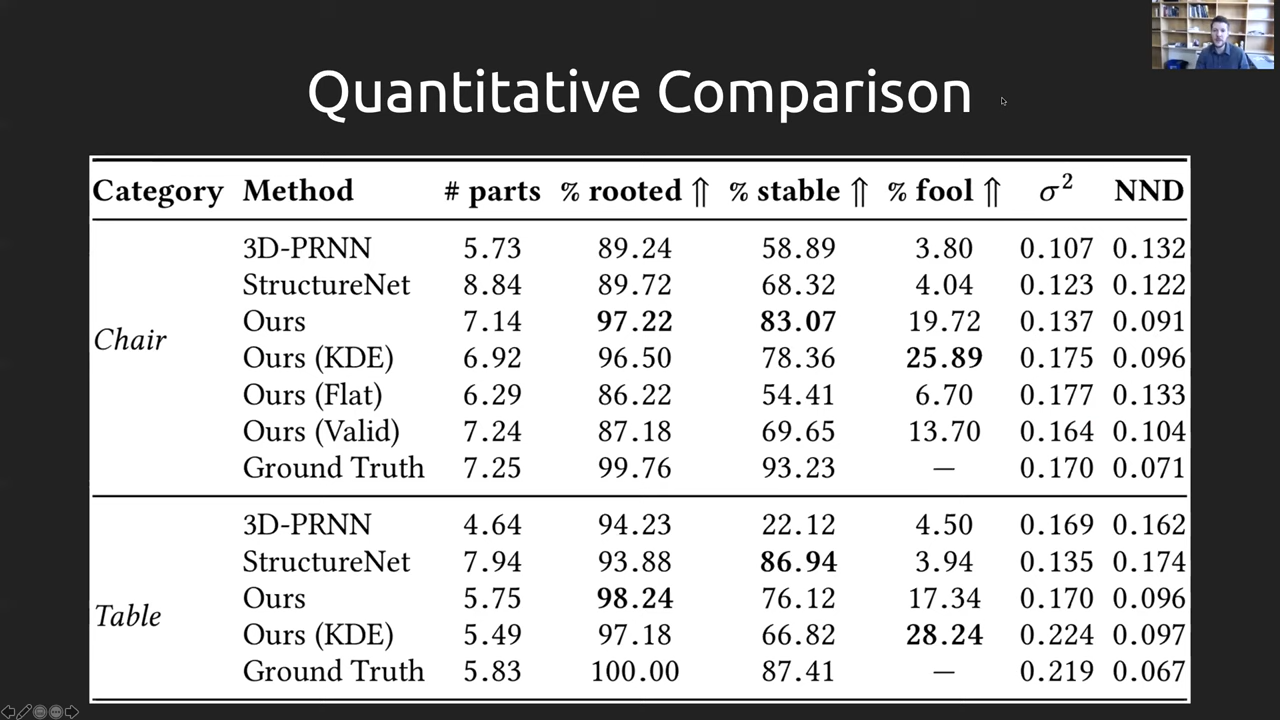 Quantitative Comparison
Category Method # parts % rooted ⇑ % stable ⇑ % fool ⇑ σ² NND
Chair
3D-PRNN 5.73 89.24 58.89 3.80 0.107 0.132
StructureNet 8.84 89.72 68.32 4.04 0.123 0.122
Ours 7.14 97.22 83.07 19.72 0.137 0.091
Ours (KDE) 6.92 96.50 78.36 25.89 0.175 0.096
Ours (Flat) 6.29 86.22 54.41 6.70 0.177 0.133
Ours (Valid) 7.24 87.18 69.65 13.70 0.164 0.104
Ground Truth 7.25 99.76 93.23 — 0.170 0.071
Table
3D-PRNN 4.64 94.23 22.12 4.50 0.169 0.162
StructureNet 7.94 93.88 86.94 3.94 0.135 0.174
Ours 5.75 98.24 76.12 17.34 0.170 0.096
Ours (KDE) 5.49 97.18 66.82 28.24 0.224 0.097
Ground Truth 5.83 100.00 87.41 — 0.219 0.067